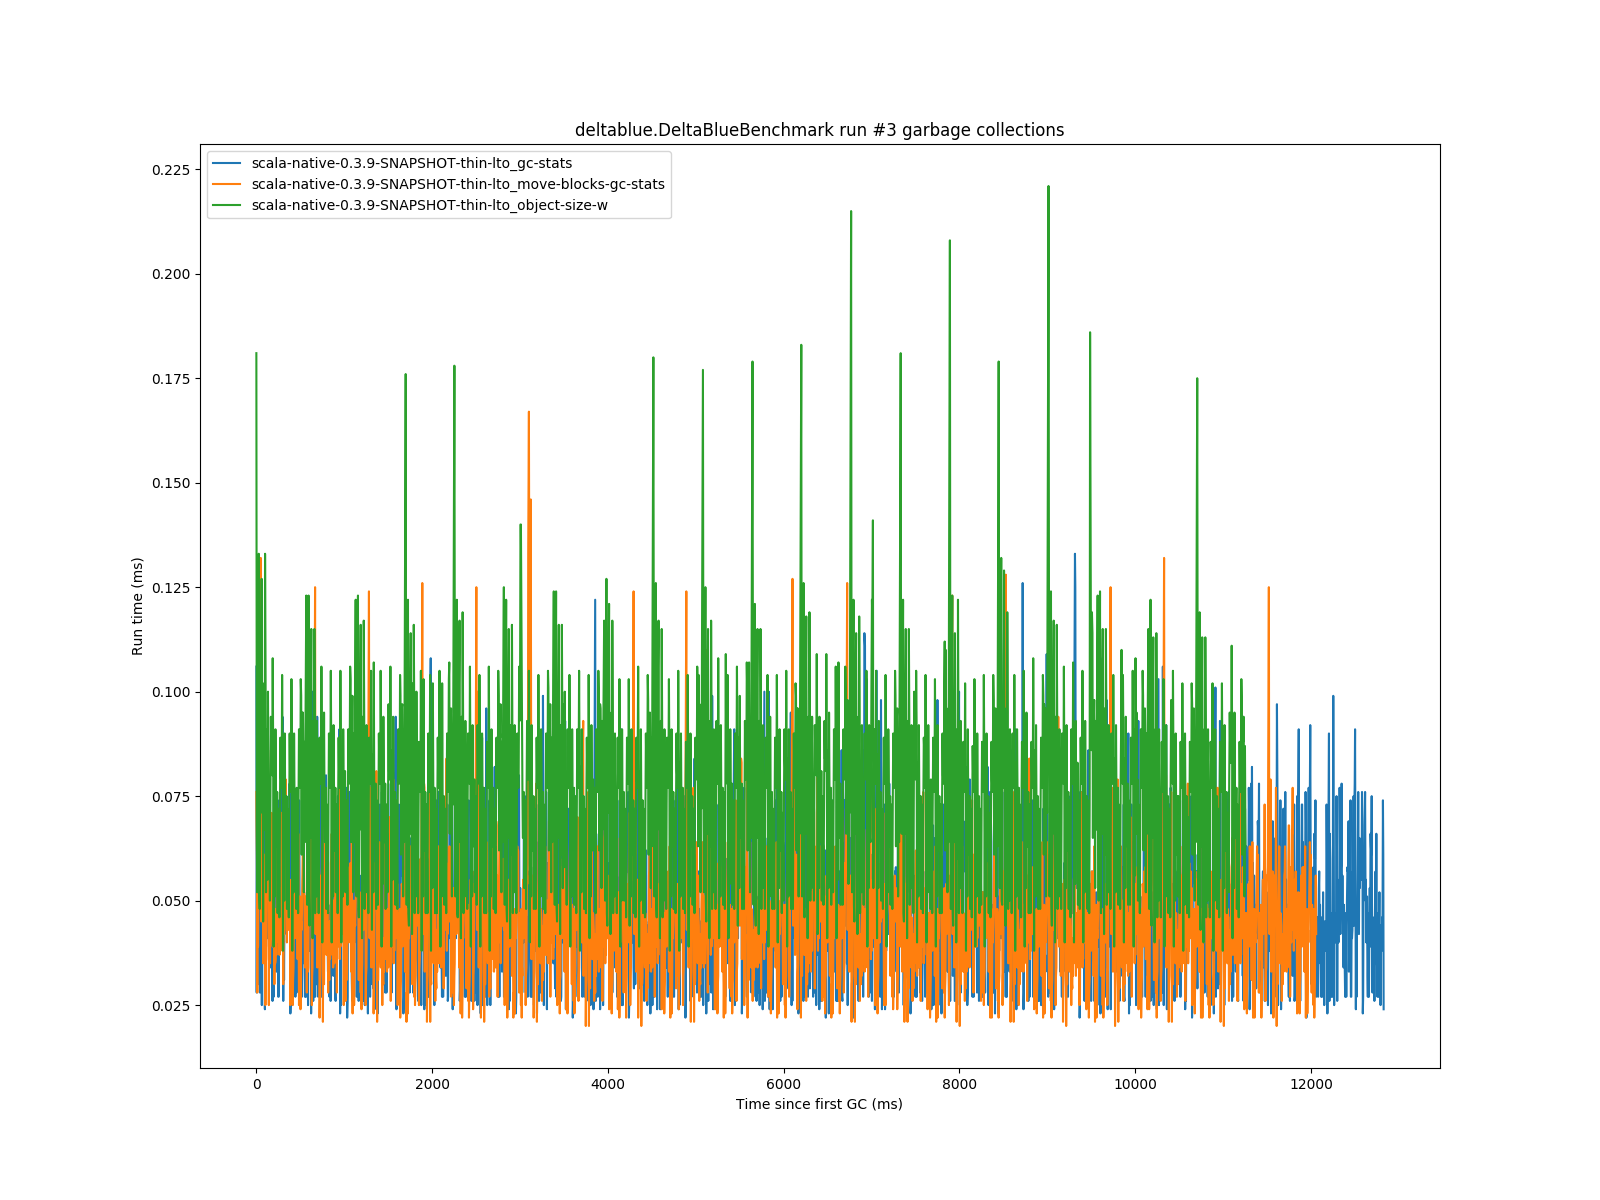 deltablue.DeltaBlueBenchmark run #3 garbage collections
scala-native-0.3.9-SNAPSHOT-thin-lto_gc-stats
scala-native-0.3.9-SNAPSHOT-thin-lto_move-blocks-gc-stats
scala-native-0.3.9-SNAPSHOT-thin-lto_object-size-w
0.225
0.200
0.175
0.150
0.125
0.100
0.075
0.050
0.025
Run time (ms)
0 2000 4000 6000 8000 10000 12000
Time since first GC (ms)